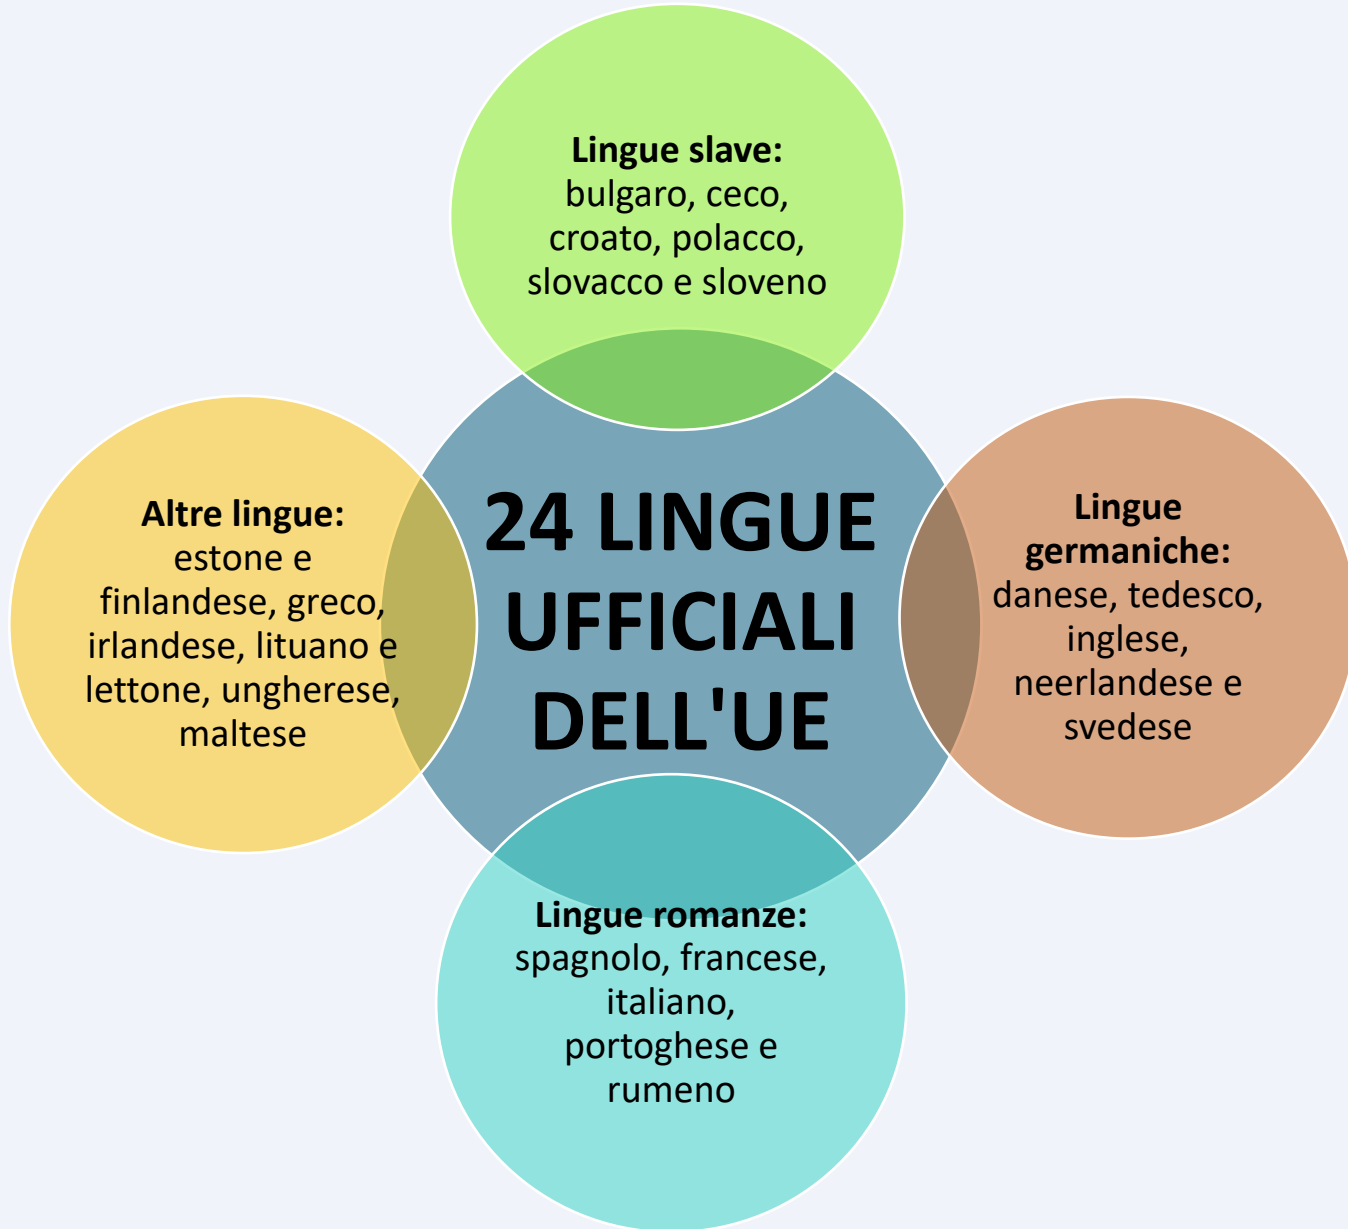 Lingue slave:
bulgaro, ceco,
croato, polacco,
slovacco e sloveno
Altre lingue:
estone e
finlandese, greco,
irlandese, lituano e
lettone, ungherese,
maltese
24 LINGUE
UFFICIALI
DELL'UE
Lingue
germaniche:
danese, tedesco,
inglese,
neerlandese e
svedese
Lingue romanze:
spagnolo, francese,
italiano,
portoghese e
rumeno